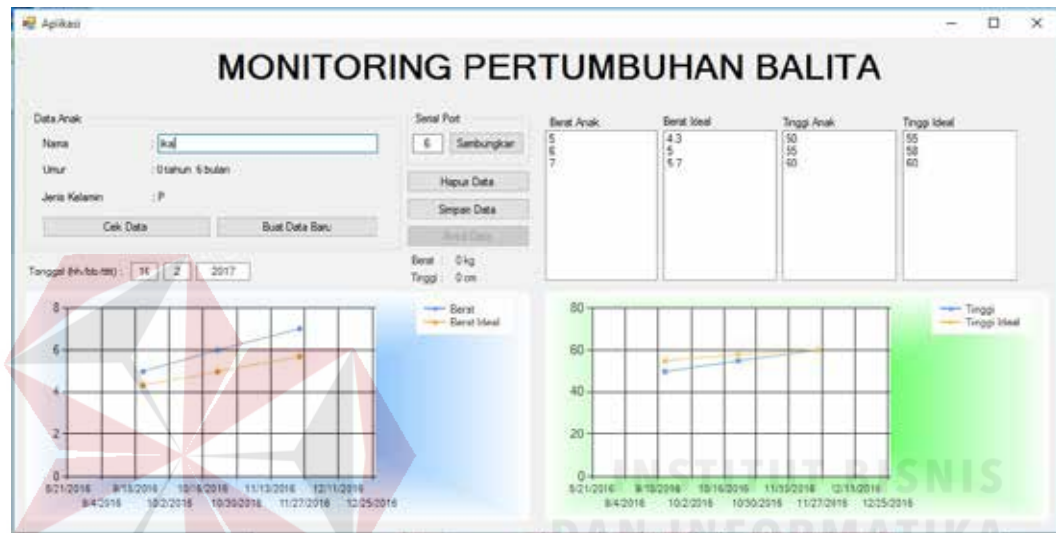 Aplikasi
MONITORING PERTUMBUHAN BALITA
Data Anak
Nama : ika
Umur : 0 tahun 6 bulan
Jenis Kelamin : P
Cek Data
Buat Data Baru
Serial Port
6 Sambungkan
Hapus Data
Simpan Data
Berat : 0 kg
Tinggi : 0 cm
Berat Anak
5
6
7
Berat Ideal
4.3
5
5.7
Tinggi Anak
50
55
60
Tinggi Ideal
55
58
60
Tanggal (hh/bb/tttt) : 16 2 2017
8
6
4
2
0
8/21/2016 9/18/2016 10/16/2016 11/13/2016 12/11/2016
9/4/2016 10/2/2016 10/30/2016 11/27/2016 12/25/2016
Berat
Berat Ideal
80
60
40
20
0
8/21/2016 9/18/2016 10/16/2016 11/13/2016 12/11/2016
9/4/2016 10/2/2016 10/30/2016 11/27/2016 12/25/2016
Tinggi
Tinggi Ideal
INSTITUT BISNIS
DAN INFORMATIKA